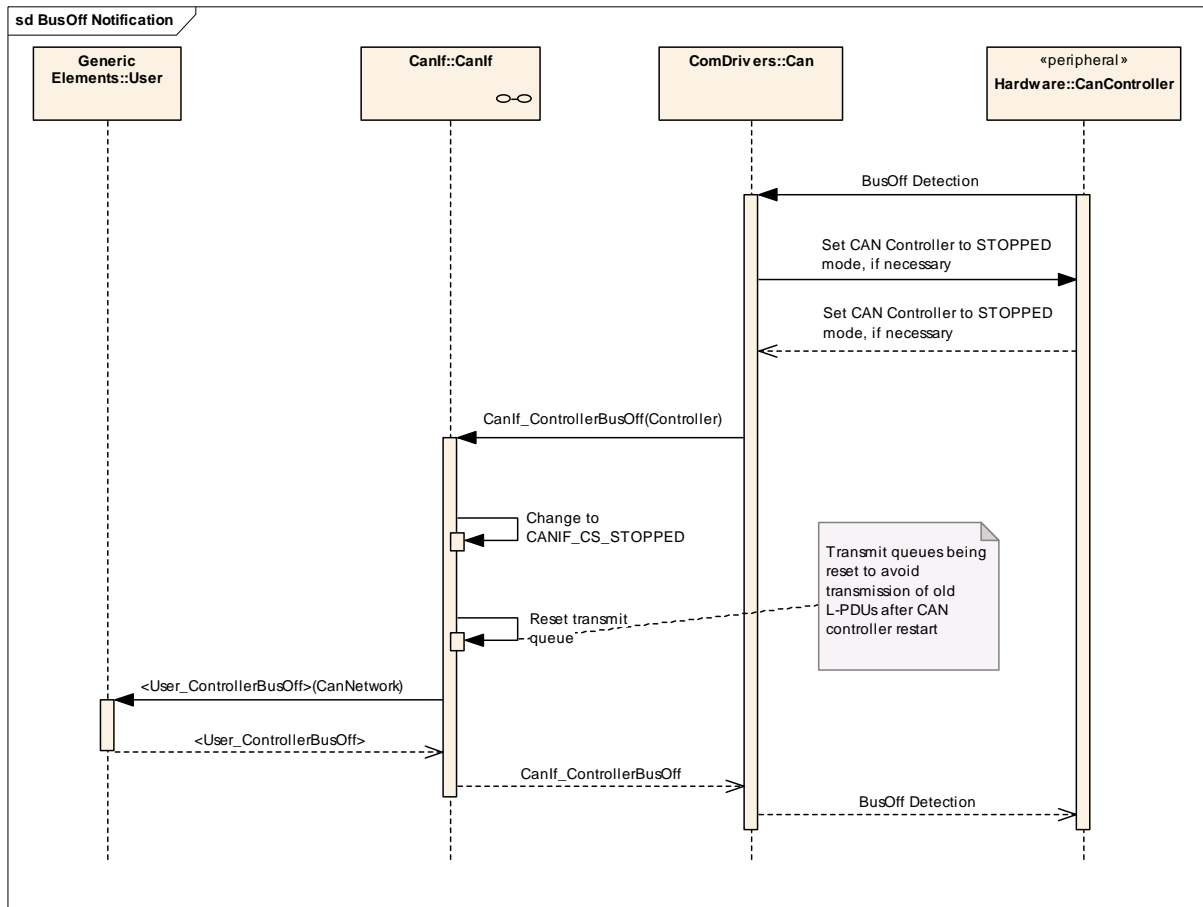 sd BusOff Notification
Generic
Elements::User
CanIf::CanIf
ComDrivers::Can
«peripheral»
Hardware::CanController
BusOff Detection
Set CAN Controller to STOPPED
mode, if necessary
Set CAN Controller to STOPPED
mode, if necessary
CanIf_ControllerBusOff(Controller)
Change to
CANIF_CS_STOPPED
Transmit queues being
reset to avoid
transmission of old
L-PDUs after CAN
controller restart
Reset transmit
queue
<User_ControllerBusOff>(CanNetwork)
<User_ControllerBusOff>
CanIf_ControllerBusOff
BusOff Detection